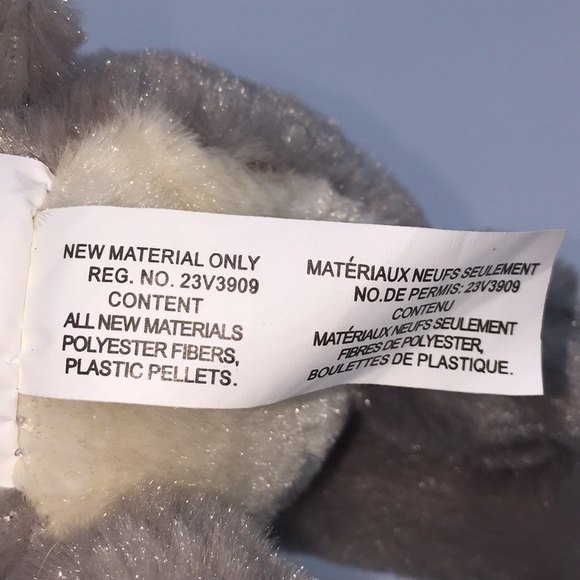 NEW MATERIAL ONLY
REG. NO. 23V3909
CONTENT
ALL NEW MATERIALS
POLYESTER FIBERS,
PLASTIC PELLETS.
MATÉRIAUX NEUFS SEULEMENT
NO.DE PERMIS: 23V3909
CONTENU
MATÉRIAUX NEUFS SEULEMENT
FIBRES DE POLYESTER,
BOULETTES DE PLASTIQUE.